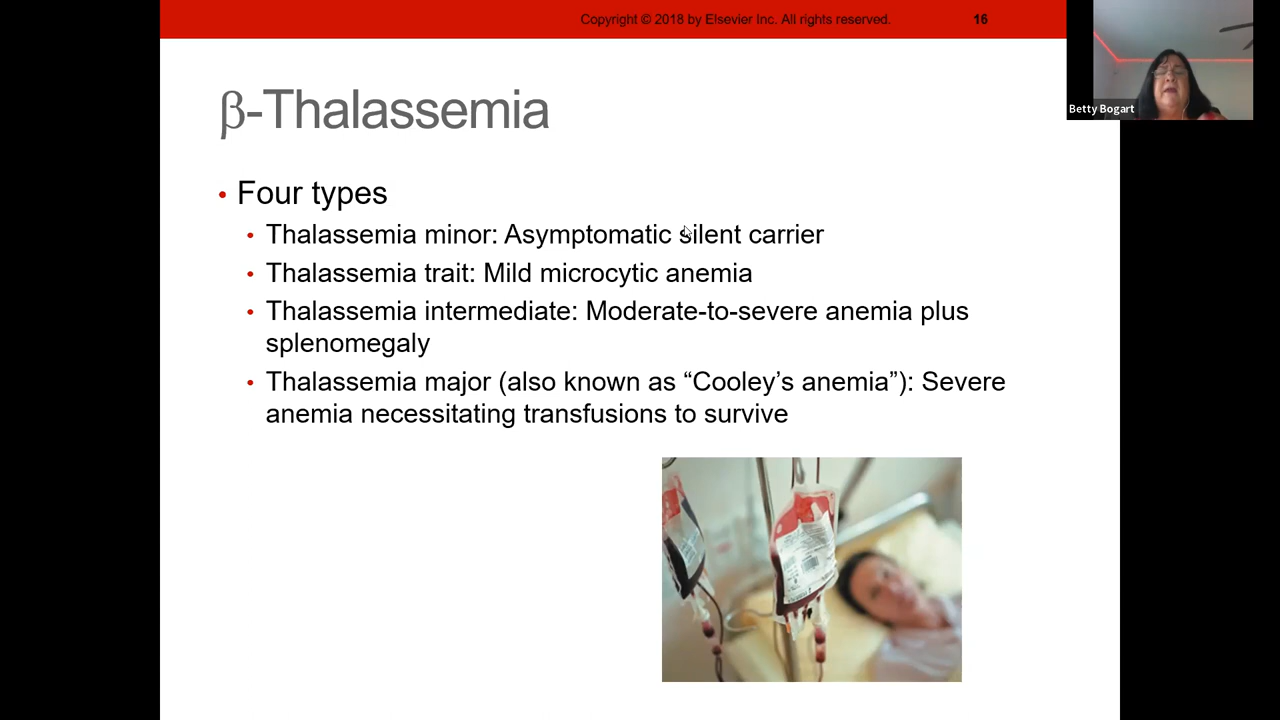 Copyright © 2018 by Elsevier Inc. All rights reserved. 16
Betty Bogart
β-Thalassemia
• Four types
• Thalassemia minor: Asymptomatic silent carrier
• Thalassemia trait: Mild microcytic anemia
• Thalassemia intermediate: Moderate-to-severe anemia plus
splenomegaly
• Thalassemia major (also known as “Cooley’s anemia”): Severe
anemia necessitating transfusions to survive